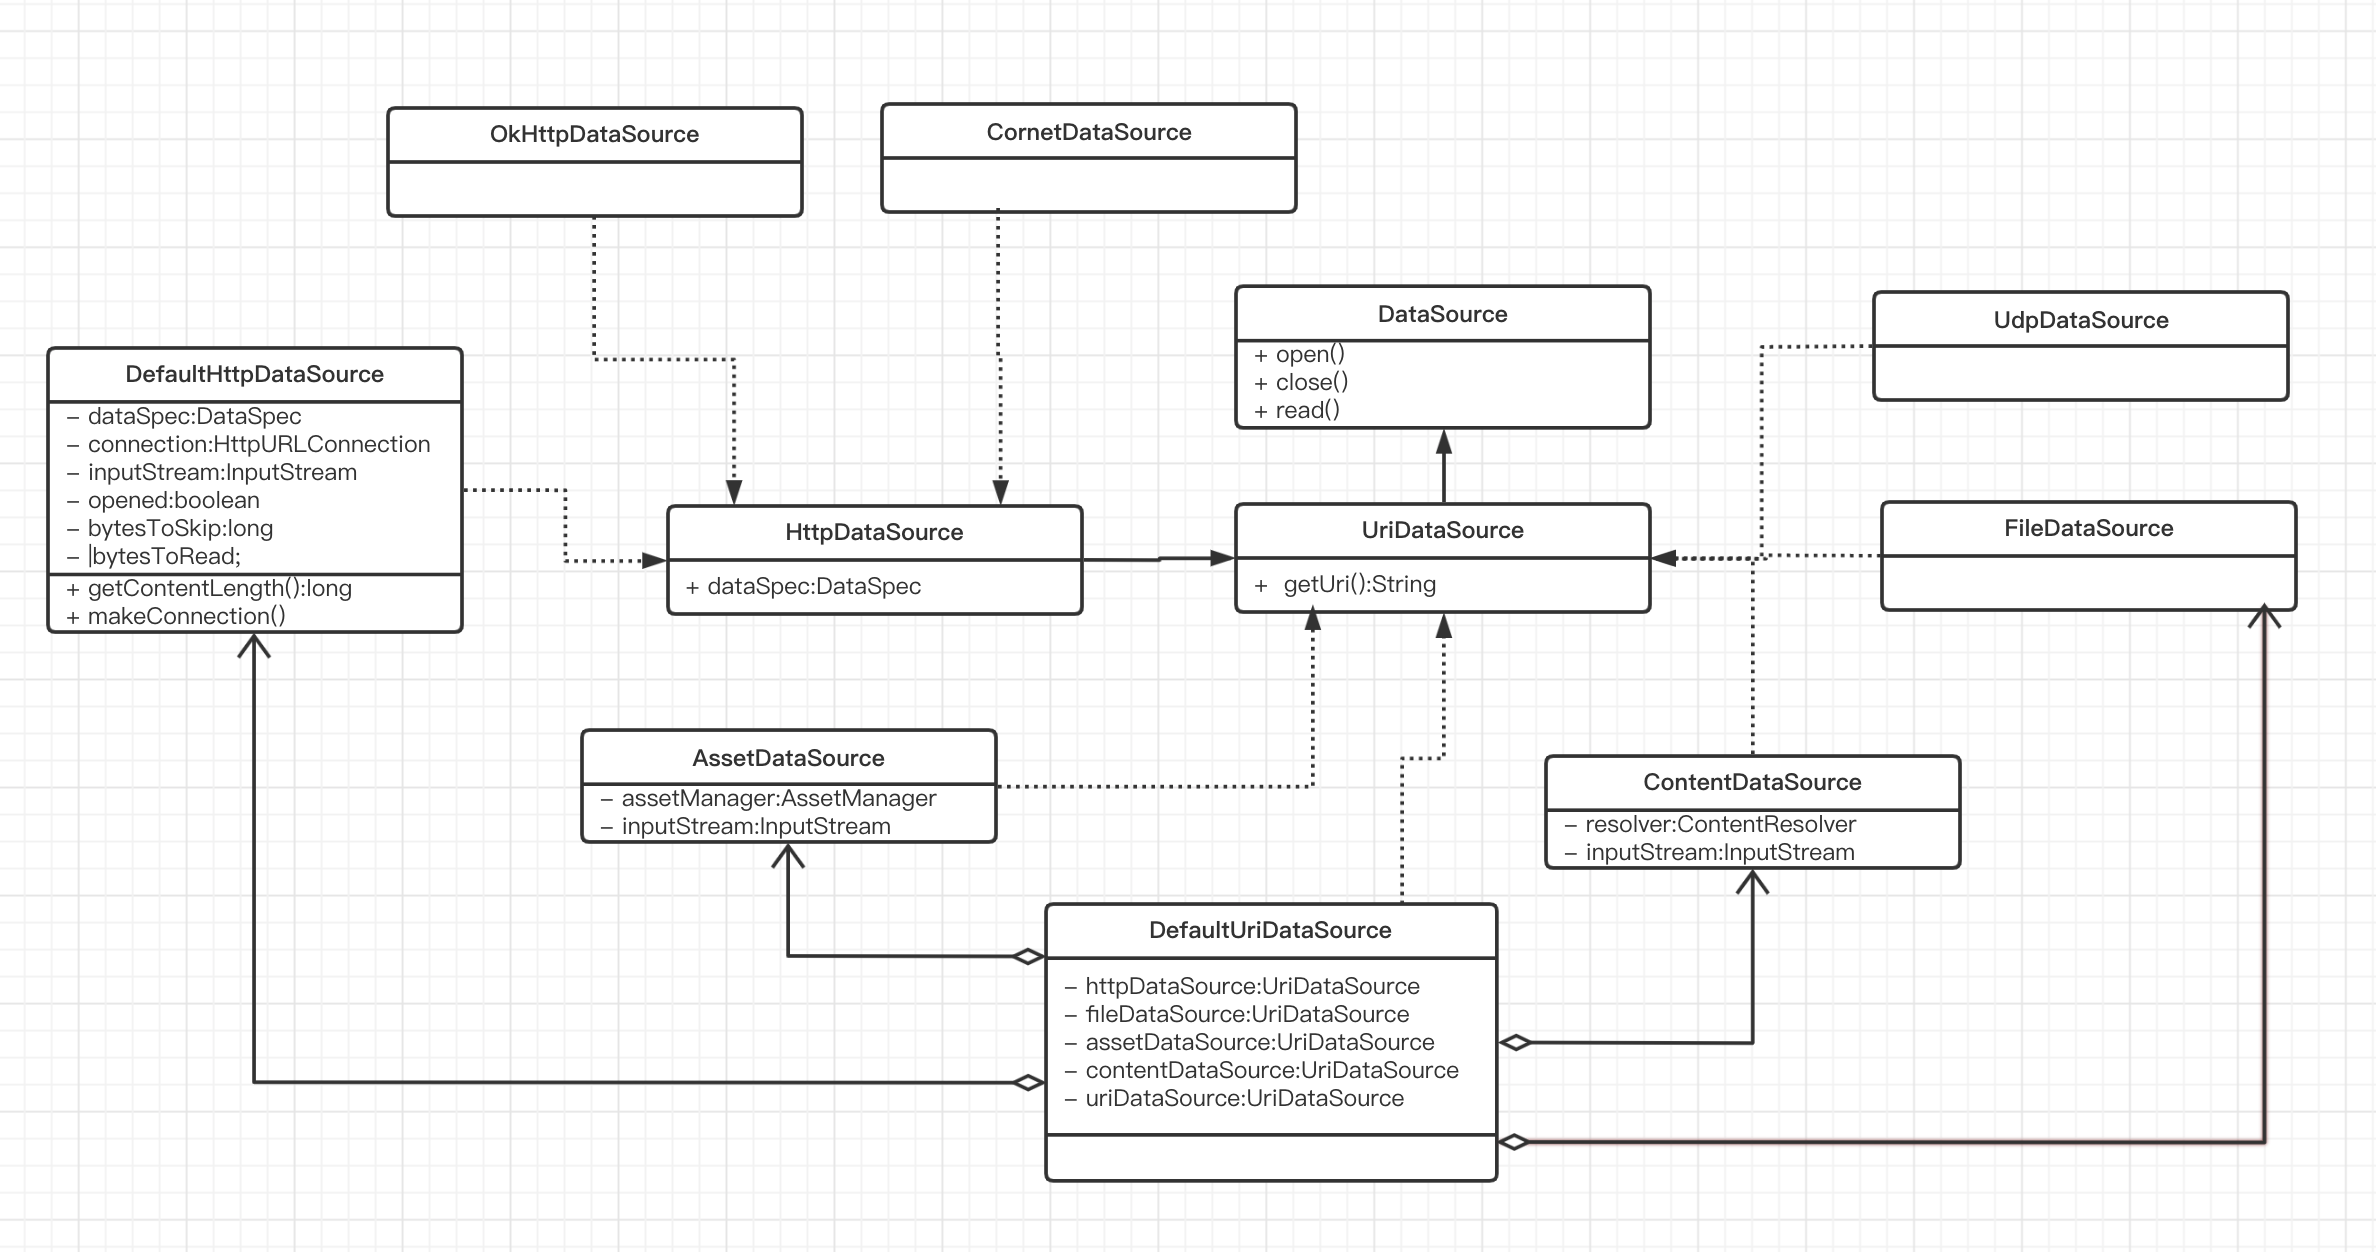 OkHttpDataSource
CornetDataSource
DataSource
+ open()
+ close()
+ read()
UdpDataSource
DefaultHttpDataSource
– dataSpec:DataSpec
– connection:HttpURLConnection
– inputStream:InputStream
– opened:boolean
– bytesToSkip:long
– bytesToRead;
+ getContentLength():long
+ makeConnection()
HttpDataSource
+ dataSpec:DataSpec
UriDataSource
+ getUri():String
FileDataSource
AssetDataSource
– assetManager:AssetManager
– inputStream:InputStream
ContentDataSource
– resolver:ContentResolver
– inputStream:InputStream
DefaultUriDataSource
– httpDataSource:UriDataSource
– fileDataSource:UriDataSource
– assetDataSource:UriDataSource
– contentDataSource:UriDataSource
– uriDataSource:UriDataSource